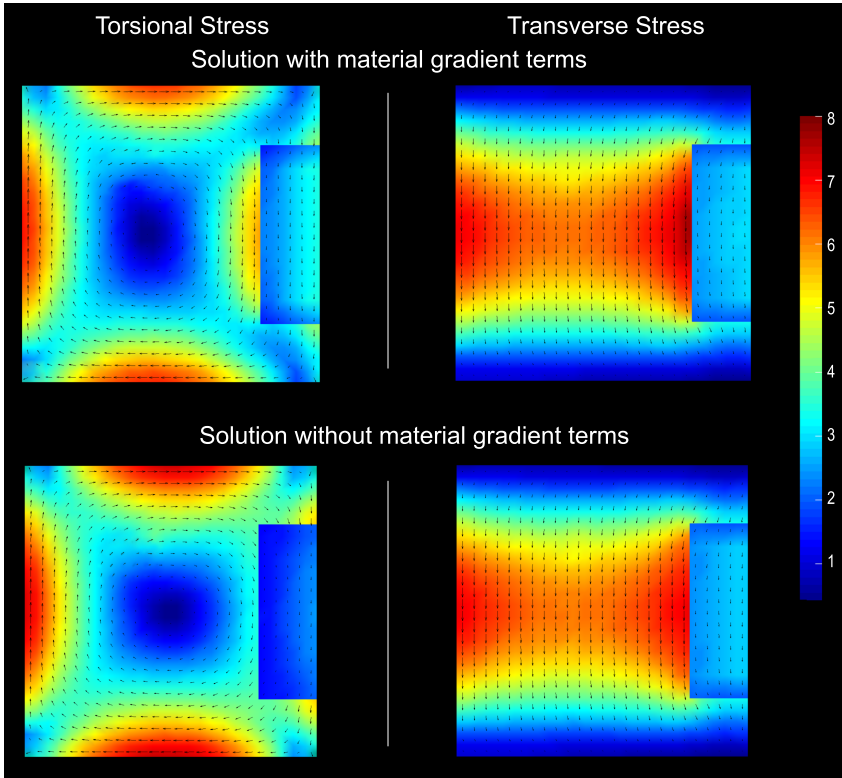 Torsional Stress
Transverse Stress
Solution with material gradient terms
8
7
6
5
4
3
2
1
Solution without material gradient terms